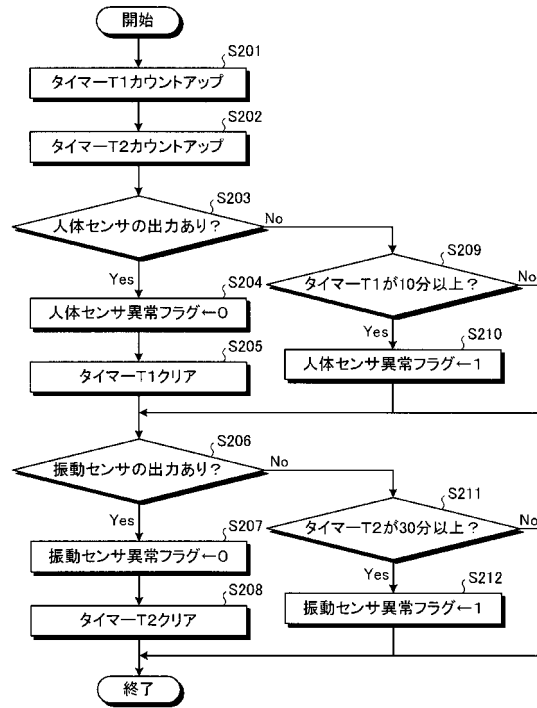 開始
S201
タイマーT1カウントアップ
S202
タイマーT2カウントアップ
S203
人体センサの出力あり?
No
Yes
S204
人体センサ異常フラグ←0
S205
タイマーT1クリア
S209
タイマーT1が10分以上?
No
Yes
S210
人体センサ異常フラグ←1
S206
振動センサの出力あり?
No
Yes
S207
振動センサ異常フラグ←0
S208
タイマーT2クリア
S211
タイマーT2が30分以上?
No
Yes
S212
振動センサ異常フラグ←1
終了